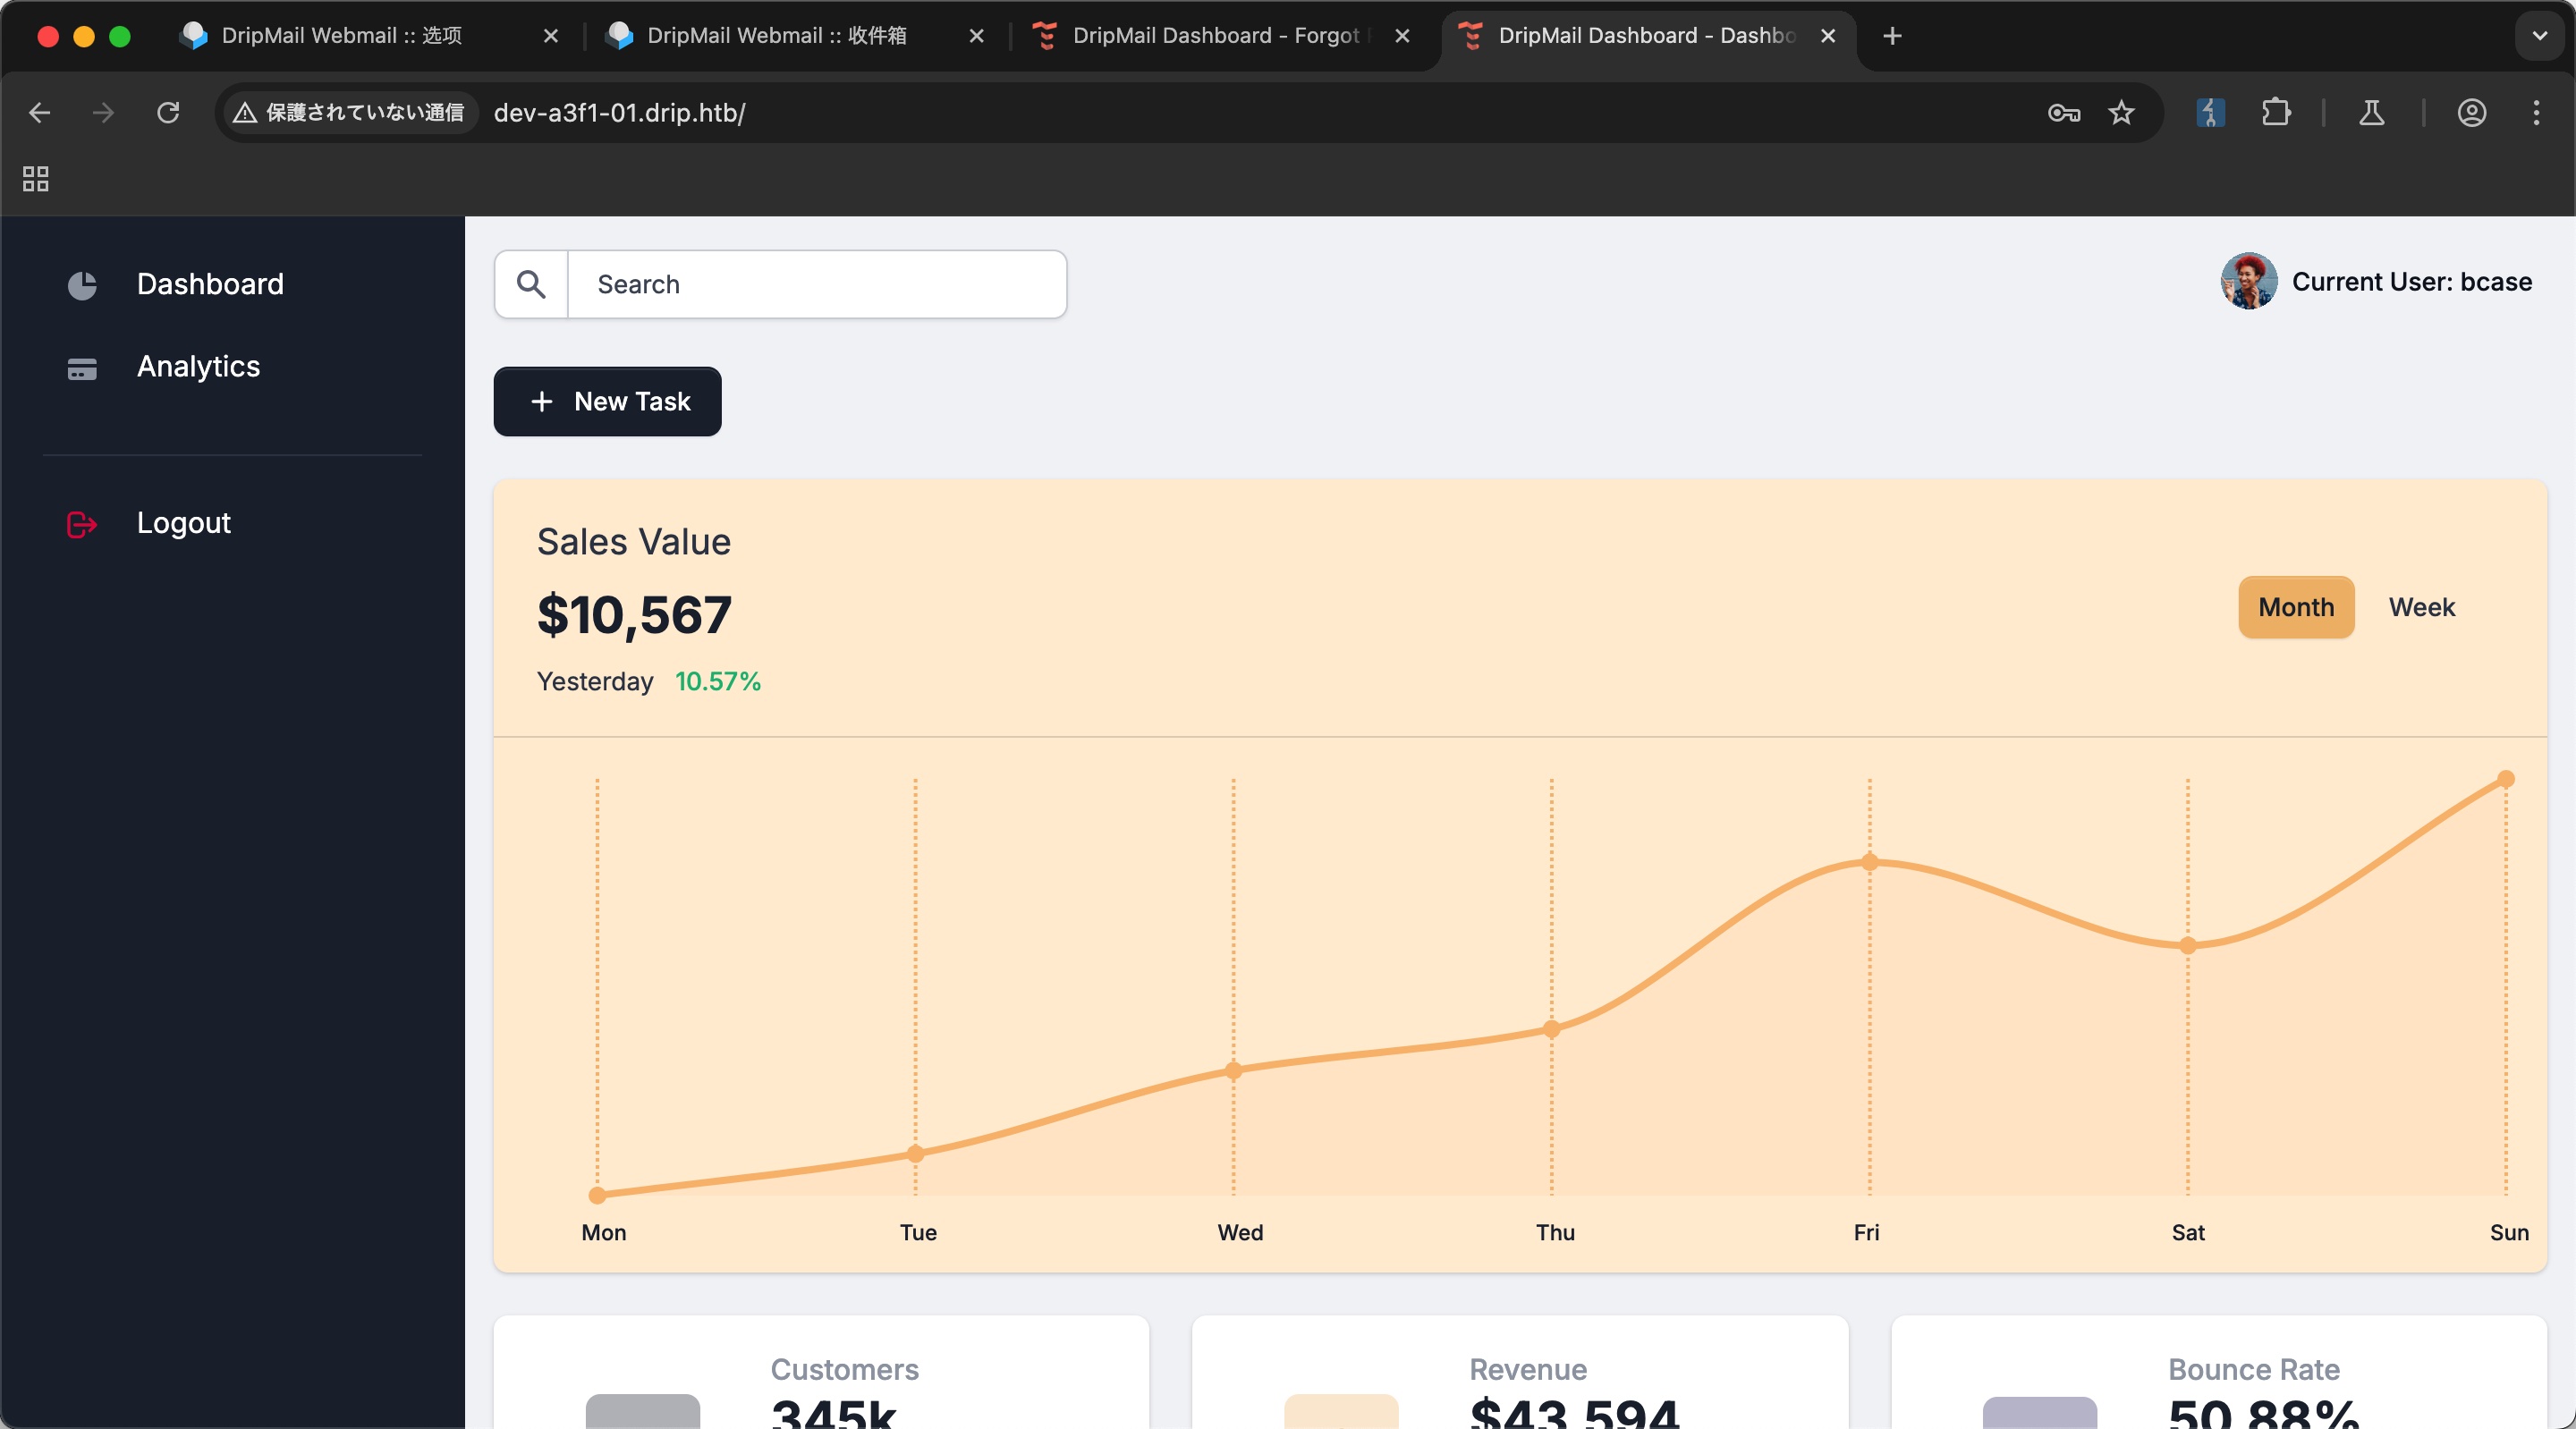 DripMail Webmail :: 选项
DripMail Webmail :: 收件箱
DripMail Dashboard - Forgot
DripMail Dashboard - Dashbo
保護されていない通信
dev-a3f1-01.drip.htb/
Dashboard
Analytics
Logout
Search
Current User: bcase
New Task
Sales Value
$10,567
Yesterday 10.57%
Month Week
Mon Tue Wed Thu Fri Sat Sun
Customers
345k
Revenue
$43,594
Bounce Rate
50.88%